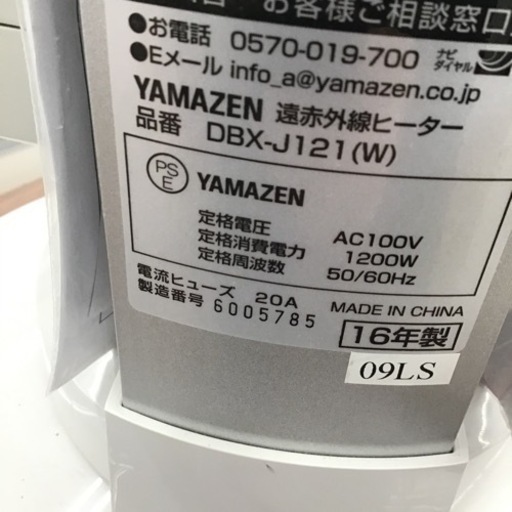 お客様ご相談窓口
●お電話 0570-019-700 ナビダイヤル
●Eメール info_a@yamazen.co.jp
YAMAZEN 遠赤外線ヒーター
品番 DBX-J121(W)
PSE YAMAZEN
定格電圧 AC100V
定格消費電力 1200W
定格周波数 50/60Hz
電流ヒューズ 20A
製造番号 6005785
MADE IN CHINA
16年製
09LS